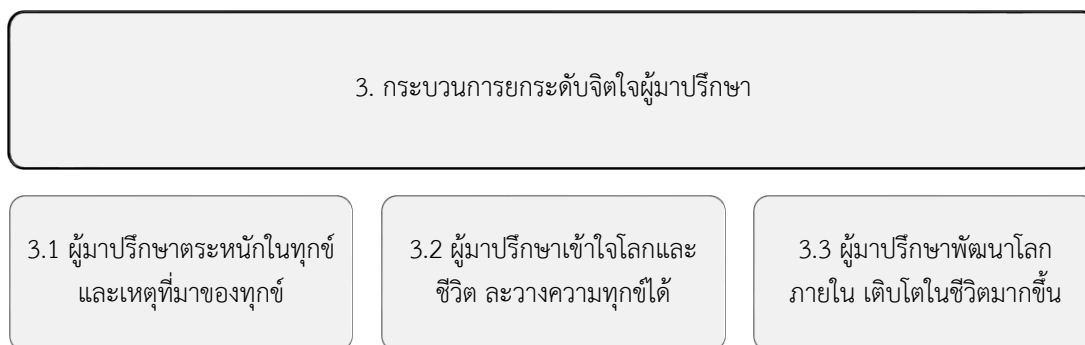 3. กระบวนการยกระดับจิตใจผู้มาปรึกษา
3.1 ผู้มาปรึกษาตระหนักในทุกข์
และเหตุที่มาของทุกข์
3.2 ผู้มาปรึกษาเข้าใจโลกและ
ชีวิต ละวางความทุกข์ได้
3.3 ผู้มาปรึกษาพัฒนาโลก
ภายใน เติบโตในชีวิตมากขึ้น